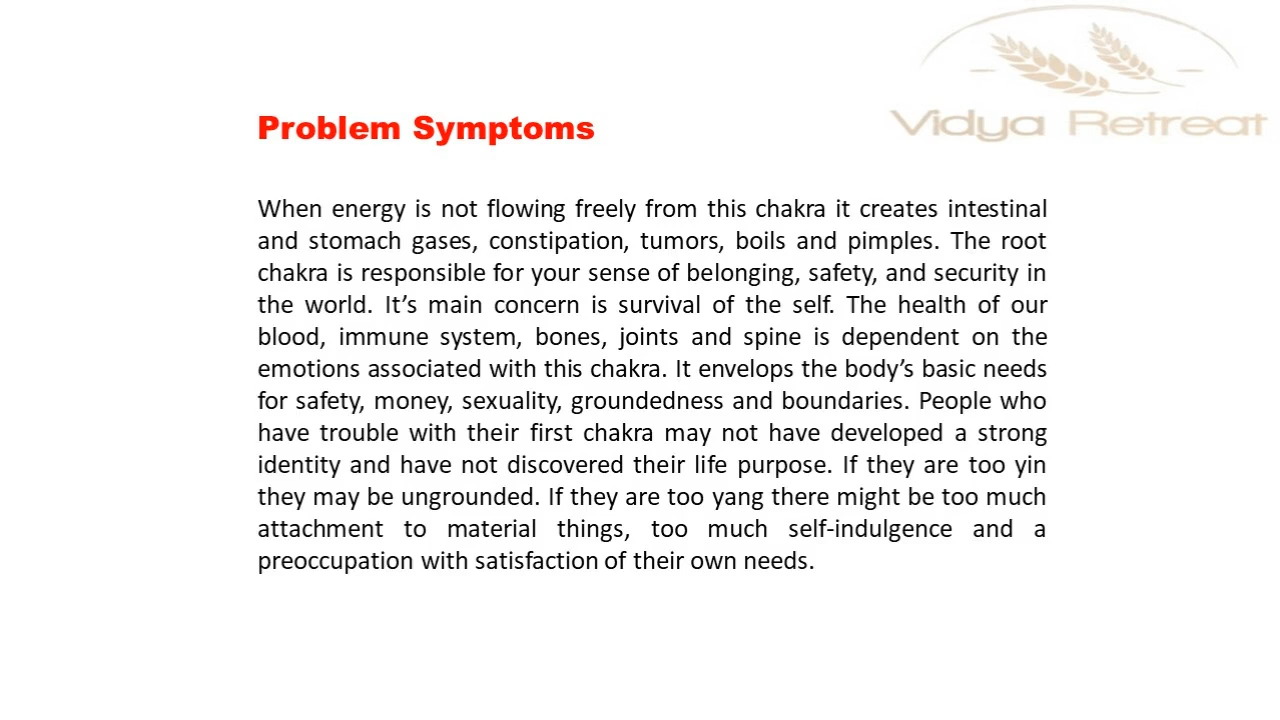 Vidya Retreat
Problem Symptoms
When energy is not flowing freely from this chakra it creates intestinal
and stomach gases, constipation, tumors, boils and pimples. The root
chakra is responsible for your sense of belonging, safety, and security in
the world. It’s main concern is survival of the self. The health of our
blood, immune system, bones, joints and spine is dependent on the
emotions associated with this chakra. It envelops the body’s basic needs
for safety, money, sexuality, groundedness and boundaries. People who
have trouble with their first chakra may not have developed a strong
identity and have not discovered their life purpose. If they are too yin
they may be ungrounded. If they are too yang there might be too much
attachment to material things, too much self-indulgence and a
preoccupation with satisfaction of their own needs.